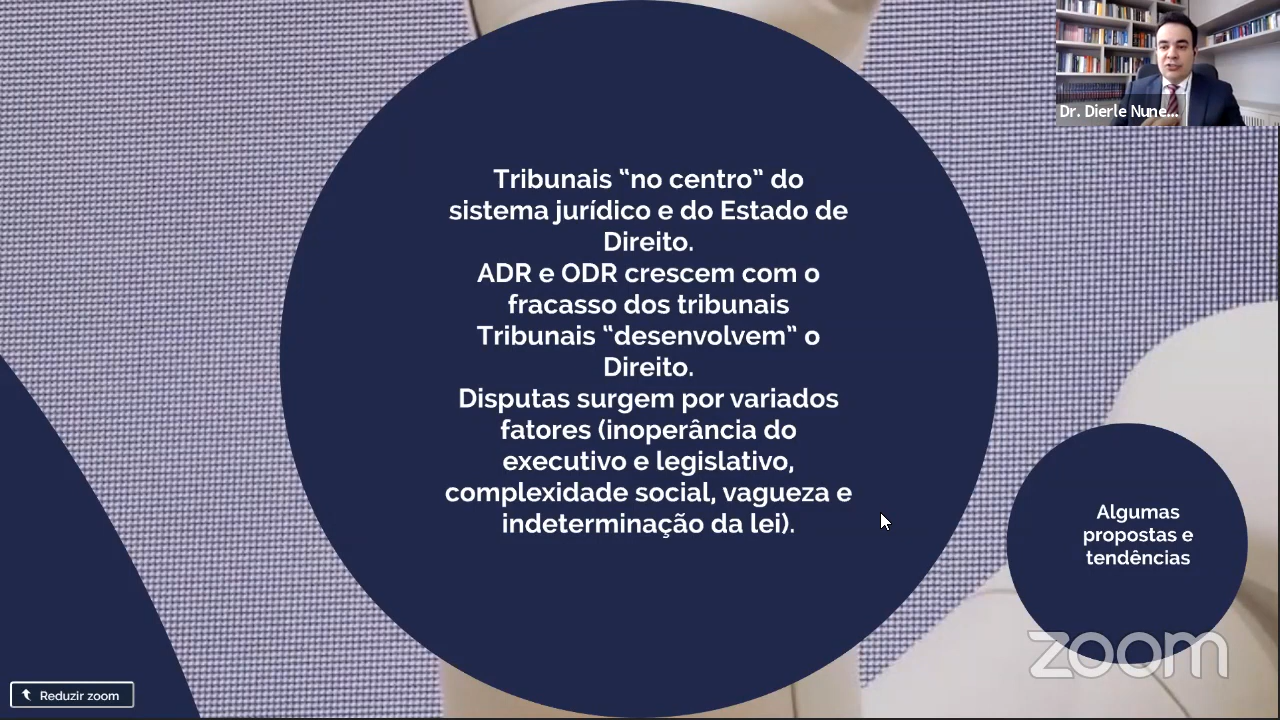 Dr. Dierle Nune...
Tribunais “no centro” do
sistema jurídico e do Estado de
Direito.
ADR e ODR crescem com o
fracasso dos tribunais
Tribunais “desenvolvem” o
Direito.
Disputas surgem por variados
fatores (inoperância do
executivo e legislativo,
complexidade social, vagueza e
indeterminação da lei).
Algumas
propostas e
tendências
zoom
Reduzir zoom